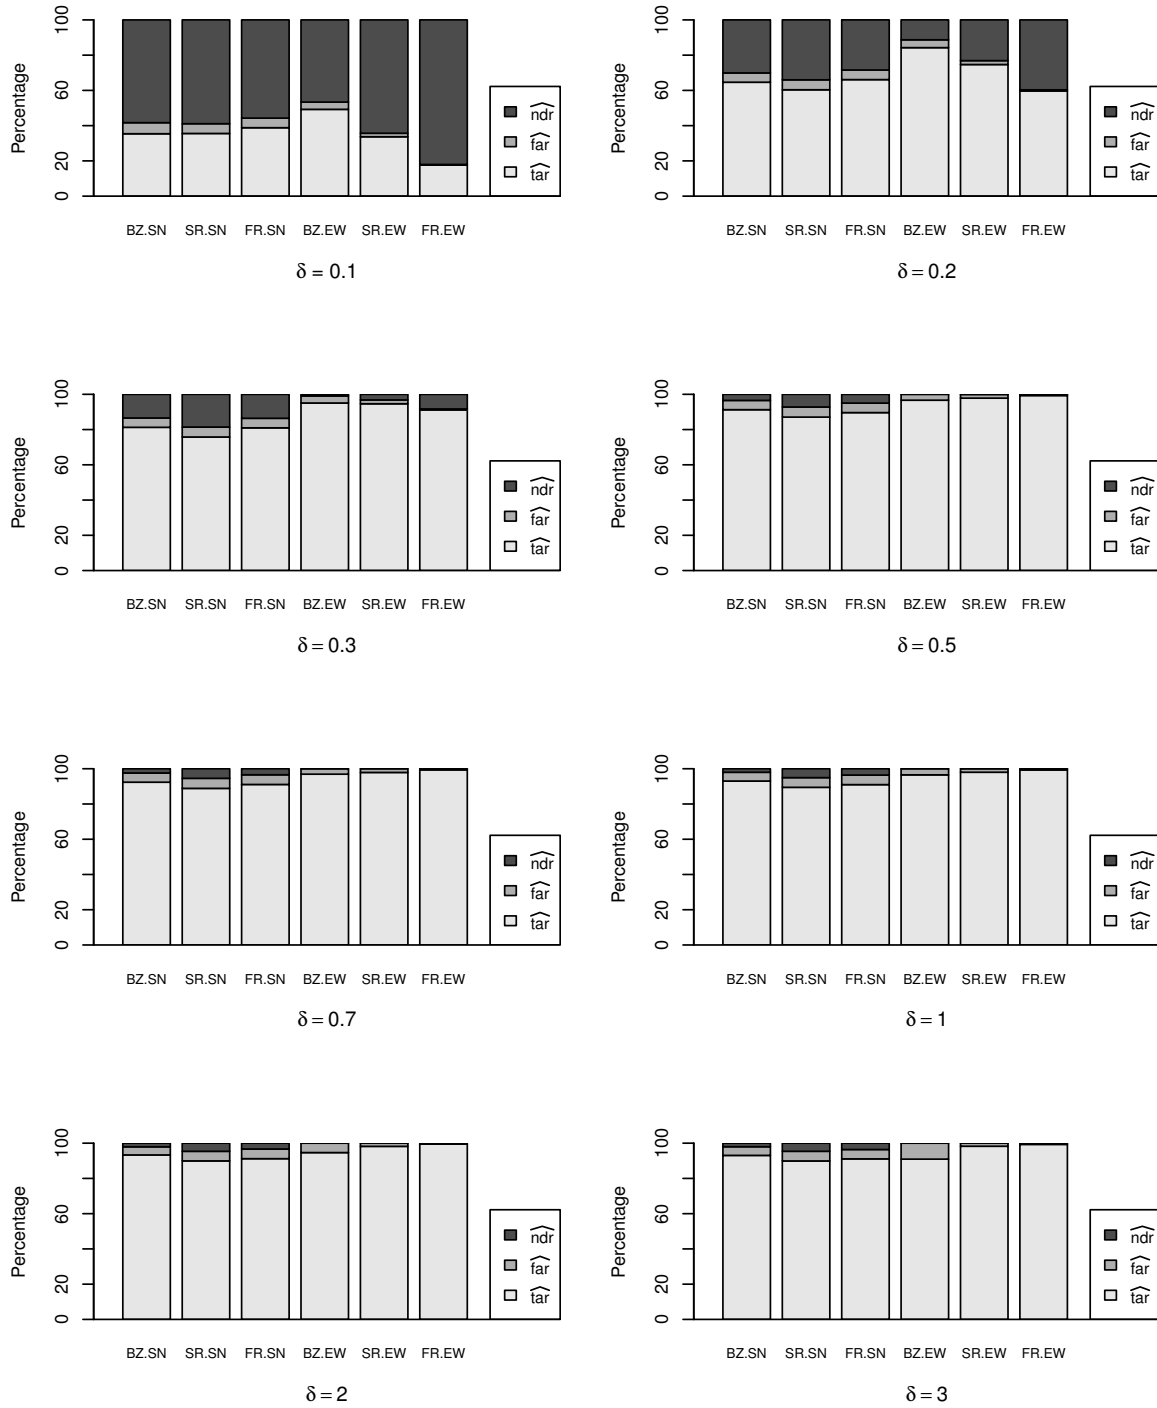 Percentage
100
60
20
0
BZ.SN SR.SN FR.SN BZ.EW SR.EW FR.EW
ndr
far
tar
δ = 0.1
Percentage
100
60
20
0
BZ.SN SR.SN FR.SN BZ.EW SR.EW FR.EW
ndr
far
tar
δ = 0.2
Percentage
100
60
20
0
BZ.SN SR.SN FR.SN BZ.EW SR.EW FR.EW
ndr
far
tar
δ = 0.3
Percentage
100
60
20
0
BZ.SN SR.SN FR.SN BZ.EW SR.EW FR.EW
ndr
far
tar
δ = 0.5
Percentage
100
60
20
0
BZ.SN SR.SN FR.SN BZ.EW SR.EW FR.EW
ndr
far
tar
δ = 0.7
Percentage
100
60
20
0
BZ.SN SR.SN FR.SN BZ.EW SR.EW FR.EW
ndr
far
tar
δ = 1
Percentage
100
60
20
0
BZ.SN SR.SN FR.SN BZ.EW SR.EW FR.EW
ndr
far
tar
δ = 2
Percentage
100
60
20
0
BZ.SN SR.SN FR.SN BZ.EW SR.EW FR.EW
ndr
far
tar
δ = 3